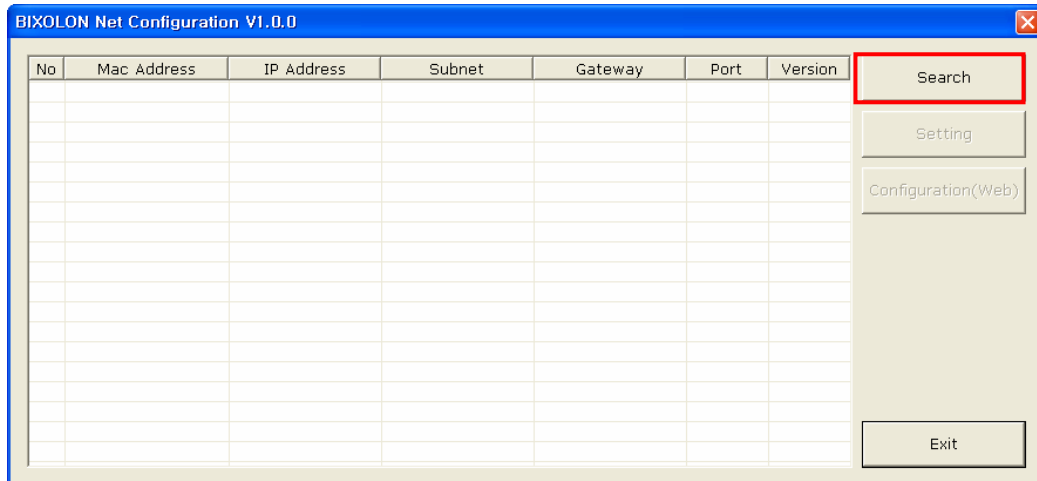 BIXOLON Net Configuration V1.0.0
No Mac Address IP Address Subnet Gateway Port Version
Search
Setting
Configuration(Web)
Exit